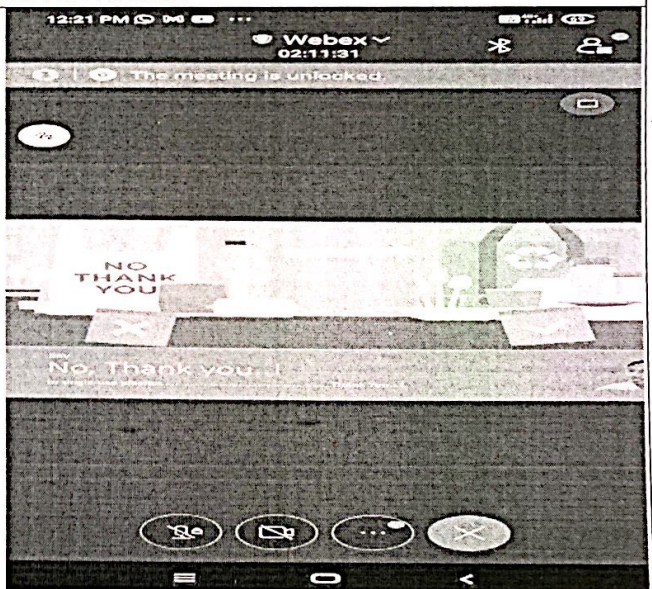 12:21 PM
Webex
02:11:31
The meeting is unlocked.
NO
THANK
YOU
No, Thank you..!